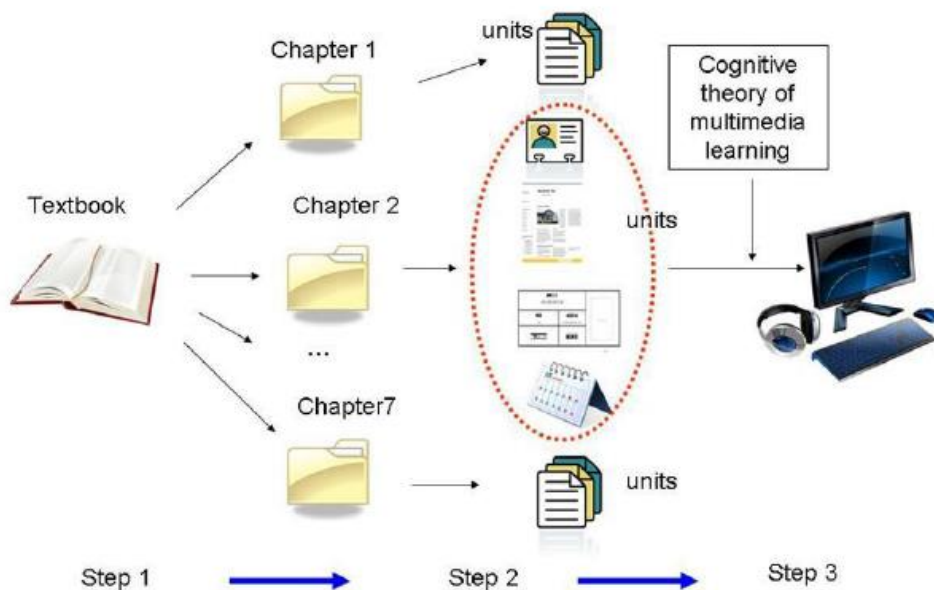 units
Chapter 1
Cognitive
theory of
multimedia
learning
Textbook
Chapter 2
units
...
Chapter7
units
Step 1
Step 2
Step 3